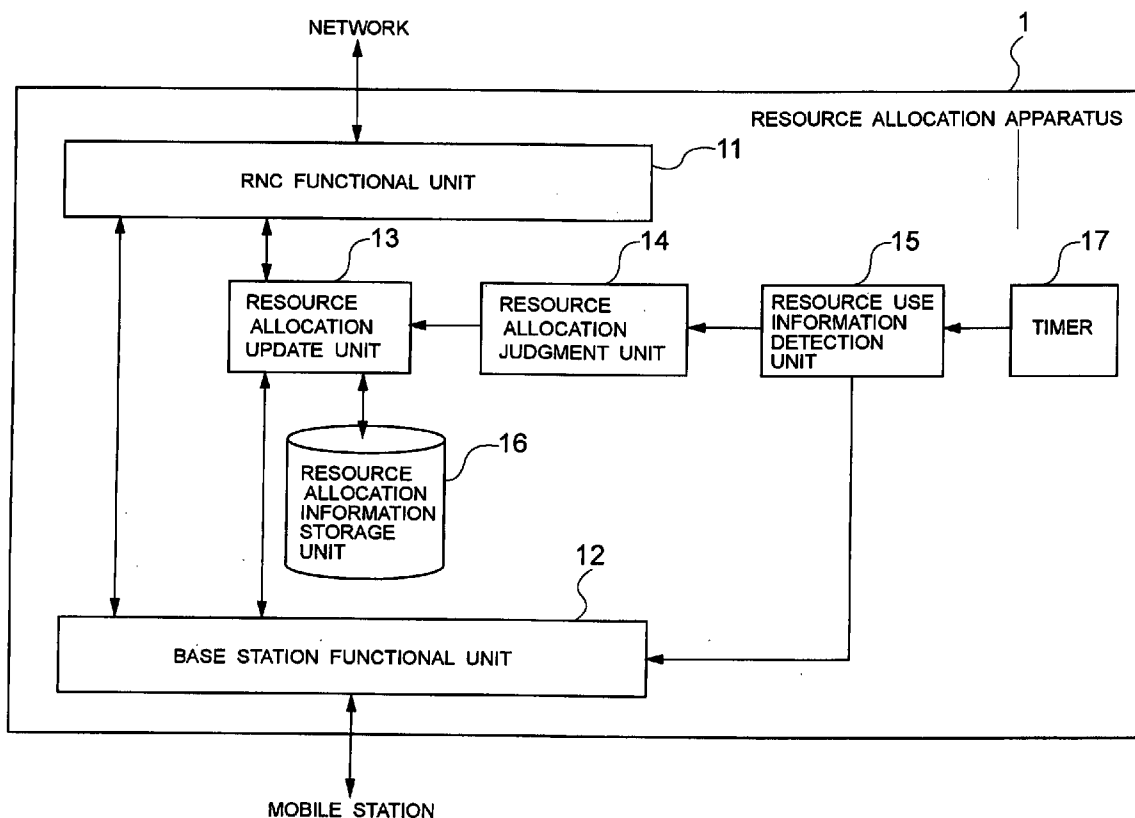 NETWORK
1
RESOURCE ALLOCATION APPARATUS
11
RNC FUNCTIONAL UNIT
13
RESOURCE
ALLOCATION
UPDATE UNIT
14
RESOURCE
ALLOCATION
JUDGMENT UNIT
15
RESOURCE USE
INFORMATION
DETECTION
UNIT
17
TIMER
16
RESOURCE
ALLOCATION
INFORMATION
STORAGE
UNIT
12
BASE STATION FUNCTIONAL UNIT
MOBILE STATION